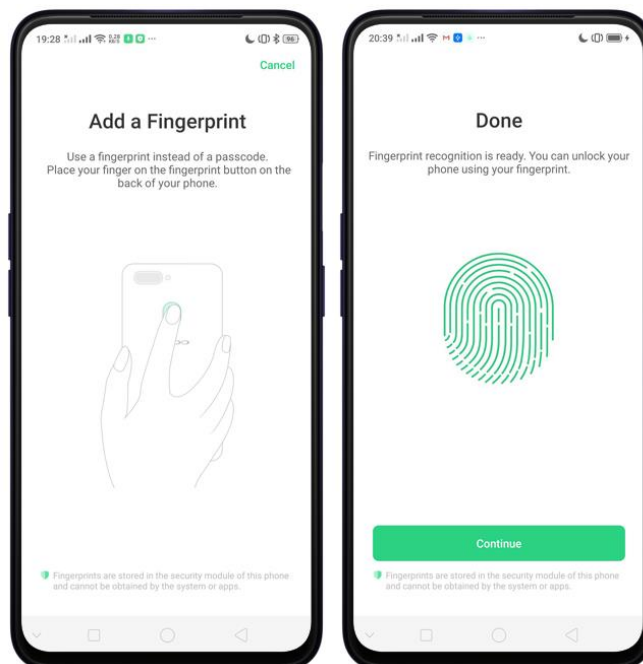 19:28
96
Cancel
Add a Fingerprint
Use a fingerprint instead of a passcode.
Place your finger on the fingerprint button on the
back of your phone.
Fingerprints are stored in the security module of this phone
and cannot be obtained by the system or apps.
20:39
Done
Fingerprint recognition is ready. You can unlock your
phone using your fingerprint.
Continue
Fingerprints are stored in the security module of this phone
and cannot be obtained by the system or apps.